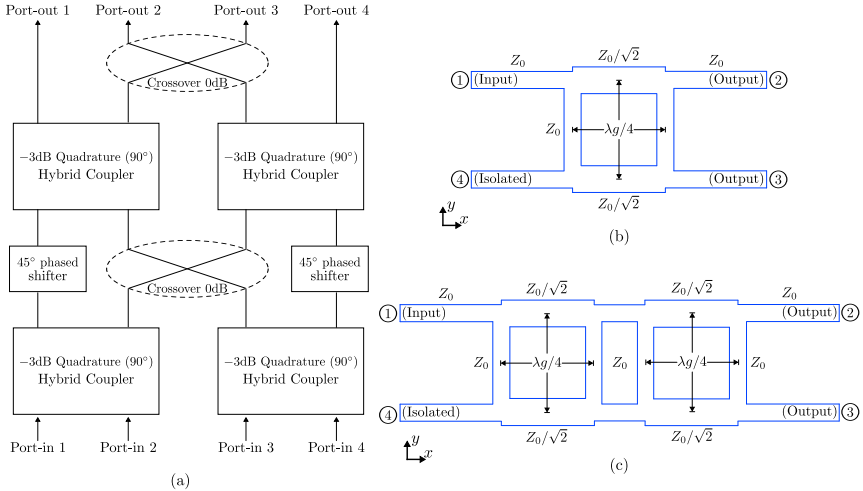 Port-out 1
Port-out 2
Port-out 3
Port-out 4
Crossover 0dB
−3dB Quadrature (90°)
Hybrid Coupler
−3dB Quadrature (90°)
Hybrid Coupler
45° phased
shifter
Crossover 0dB
45° phased
shifter
−3dB Quadrature (90°)
Hybrid Coupler
−3dB Quadrature (90°)
Hybrid Coupler
Port-in 1
Port-in 2
Port-in 3
Port-in 4
(a)
Z₀
Z₀/√2
Z₀
1 (Input)
(Output) 2
Z₀
λg/4
4 (Isolated)
(Output) 3
Z₀/√2
y
x
(b)
Z₀
Z₀/√2
Z₀/√2
Z₀
1 (Input)
(Output) 2
Z₀
λg/4
Z₀
λg/4
Z₀
4 (Isolated)
(Output) 3
Z₀/√2
Z₀/√2
y
x
(c)